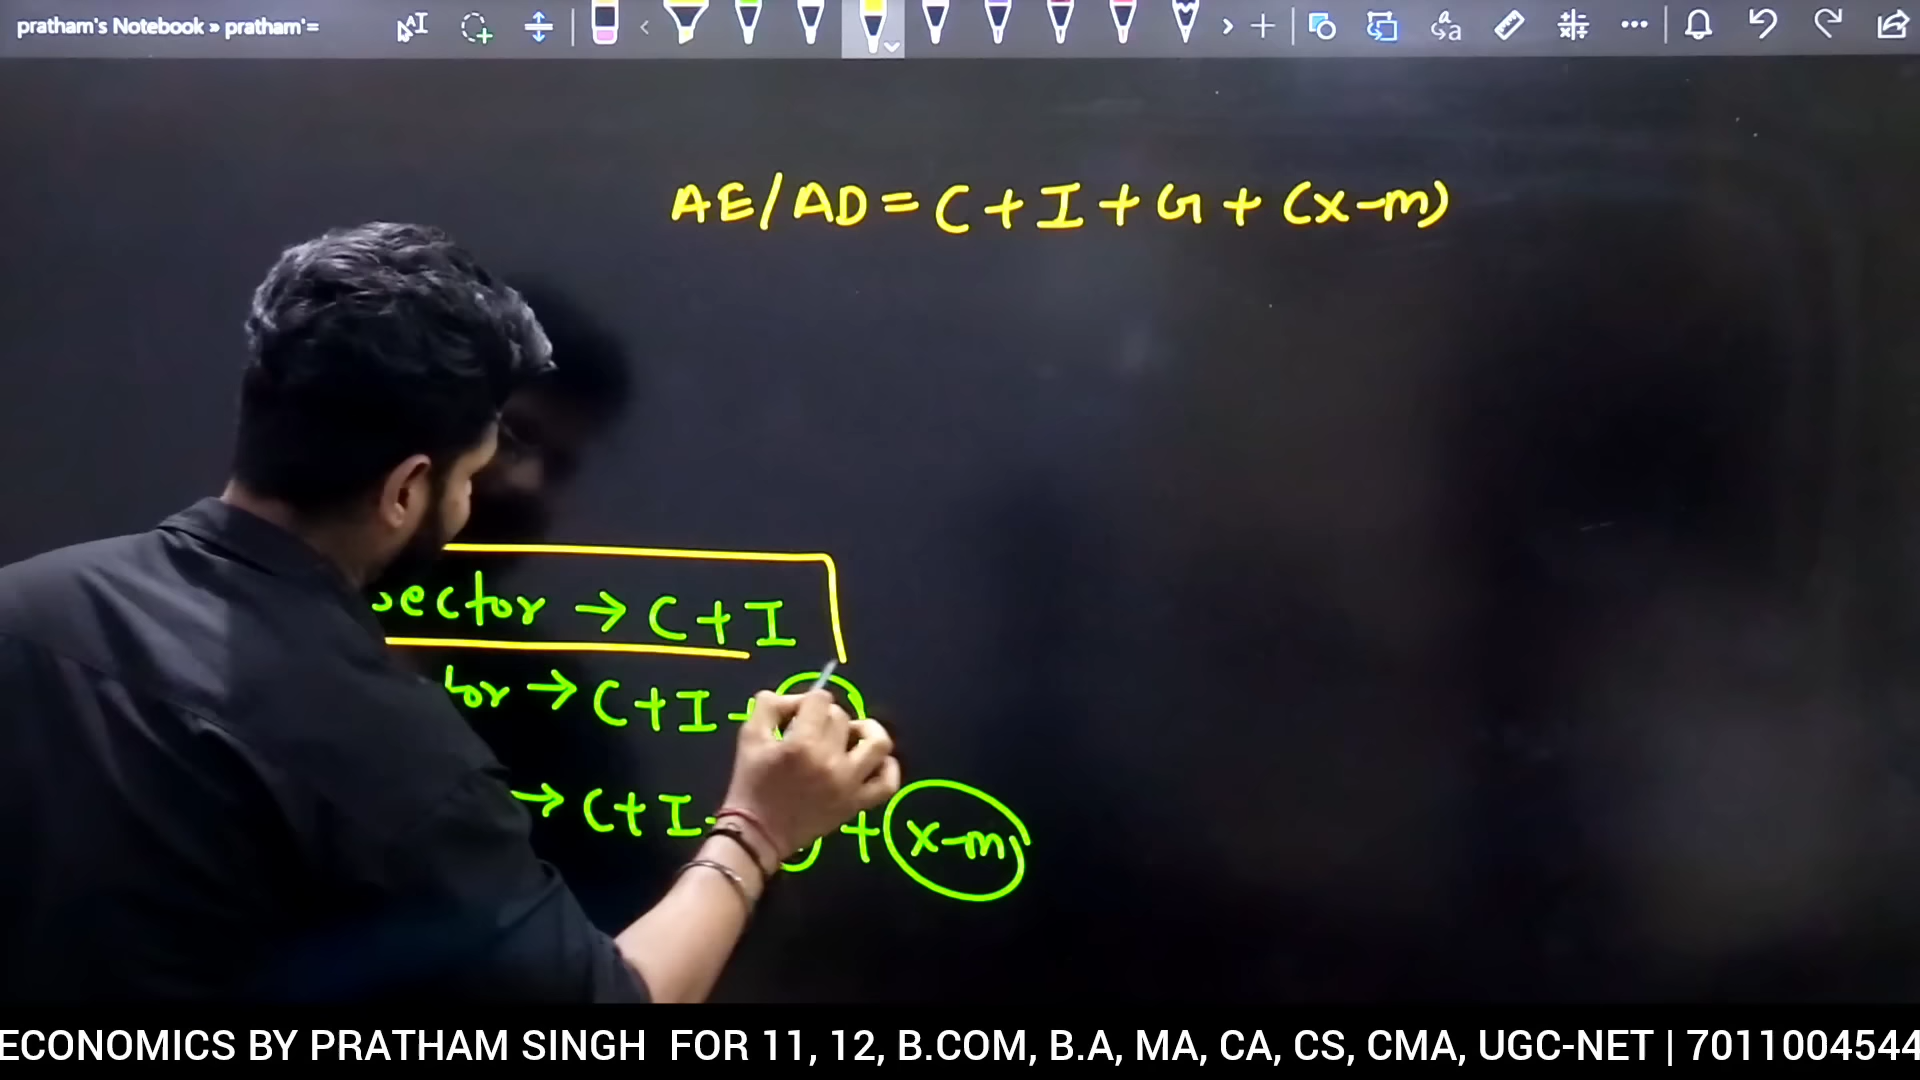 pratham's Notebook » pratham'=
AE/AD = C + I + G + (x-m)
sector → C + I
tor → C + I +
→ C + I + (x-m)
ECONOMICS BY PRATHAM SINGH FOR 11, 12, B.COM, B.A, MA, CA, CS, CMA, UGC-NET | 7011004544